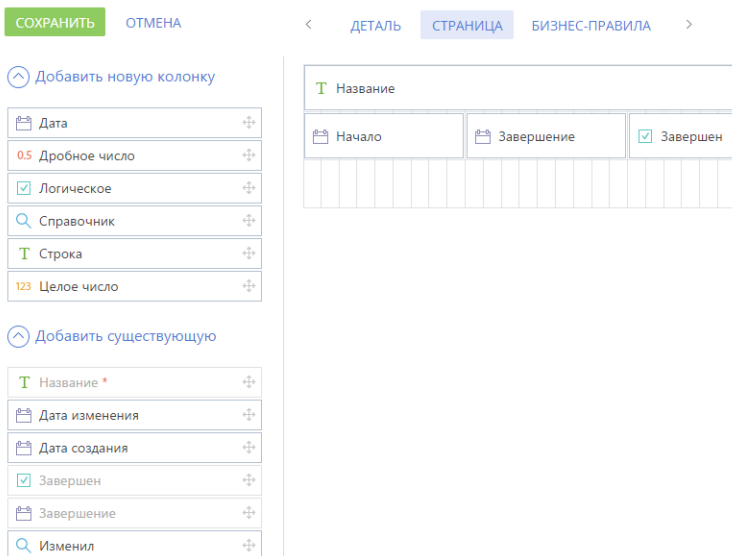 СОХРАНИТЬ ОТМЕНА
< ДЕТАЛЬ СТРАНИЦА БИЗНЕС-ПРАВИЛА >
Добавить новую колонку
Дата
0.5 Дробное число
Логическое
Справочник
T Строка
123 Целое число
Добавить существующую
T Название *
Дата изменения
Дата создания
Завершен
Завершение
Изменил
T Название
Начало Завершение Завершен